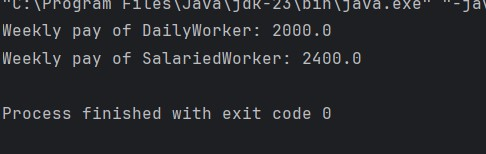 "C:\Program Files\Java\jdk-23\bin\java.exe" "-jav
Weekly pay of DailyWorker: 2000.0
Weekly pay of SalariedWorker: 2400.0
Process finished with exit code 0